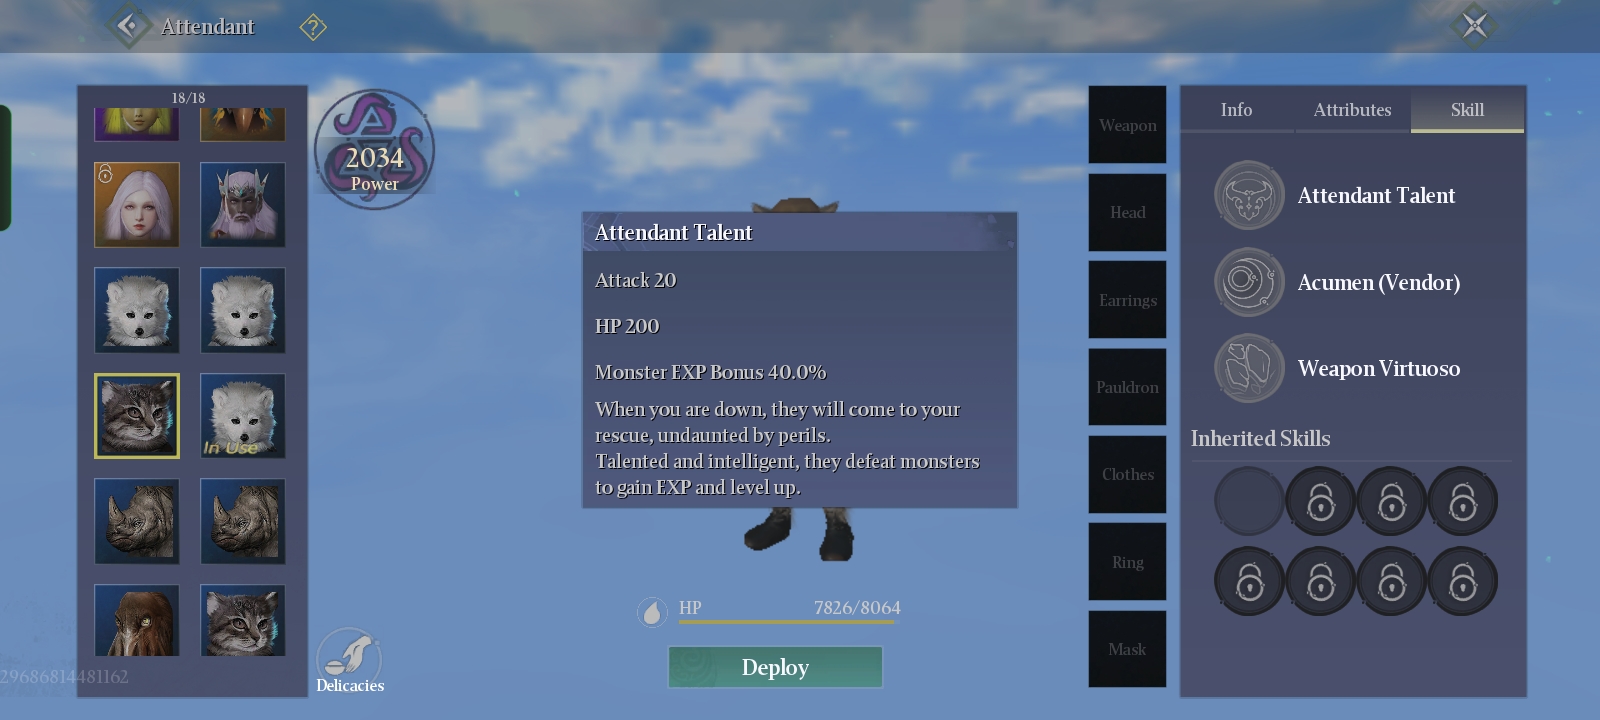 Attendant
?
18/18
2034
Power
In Use
Delicacies
29686814481162
Attendant Talent
Attack 20
HP 200
Monster EXP Bonus 40.0%
When you are down, they will come to your
rescue, undaunted by perils.
Talented and intelligent, they defeat monsters
to gain EXP and level up.
HP 7826/8064
Deploy
Weapon
Head
Earrings
Pauldron
Clothes
Ring
Mask
Info Attributes Skill
Attendant Talent
Acumen (Vendor)
Weapon Virtuoso
Inherited Skills